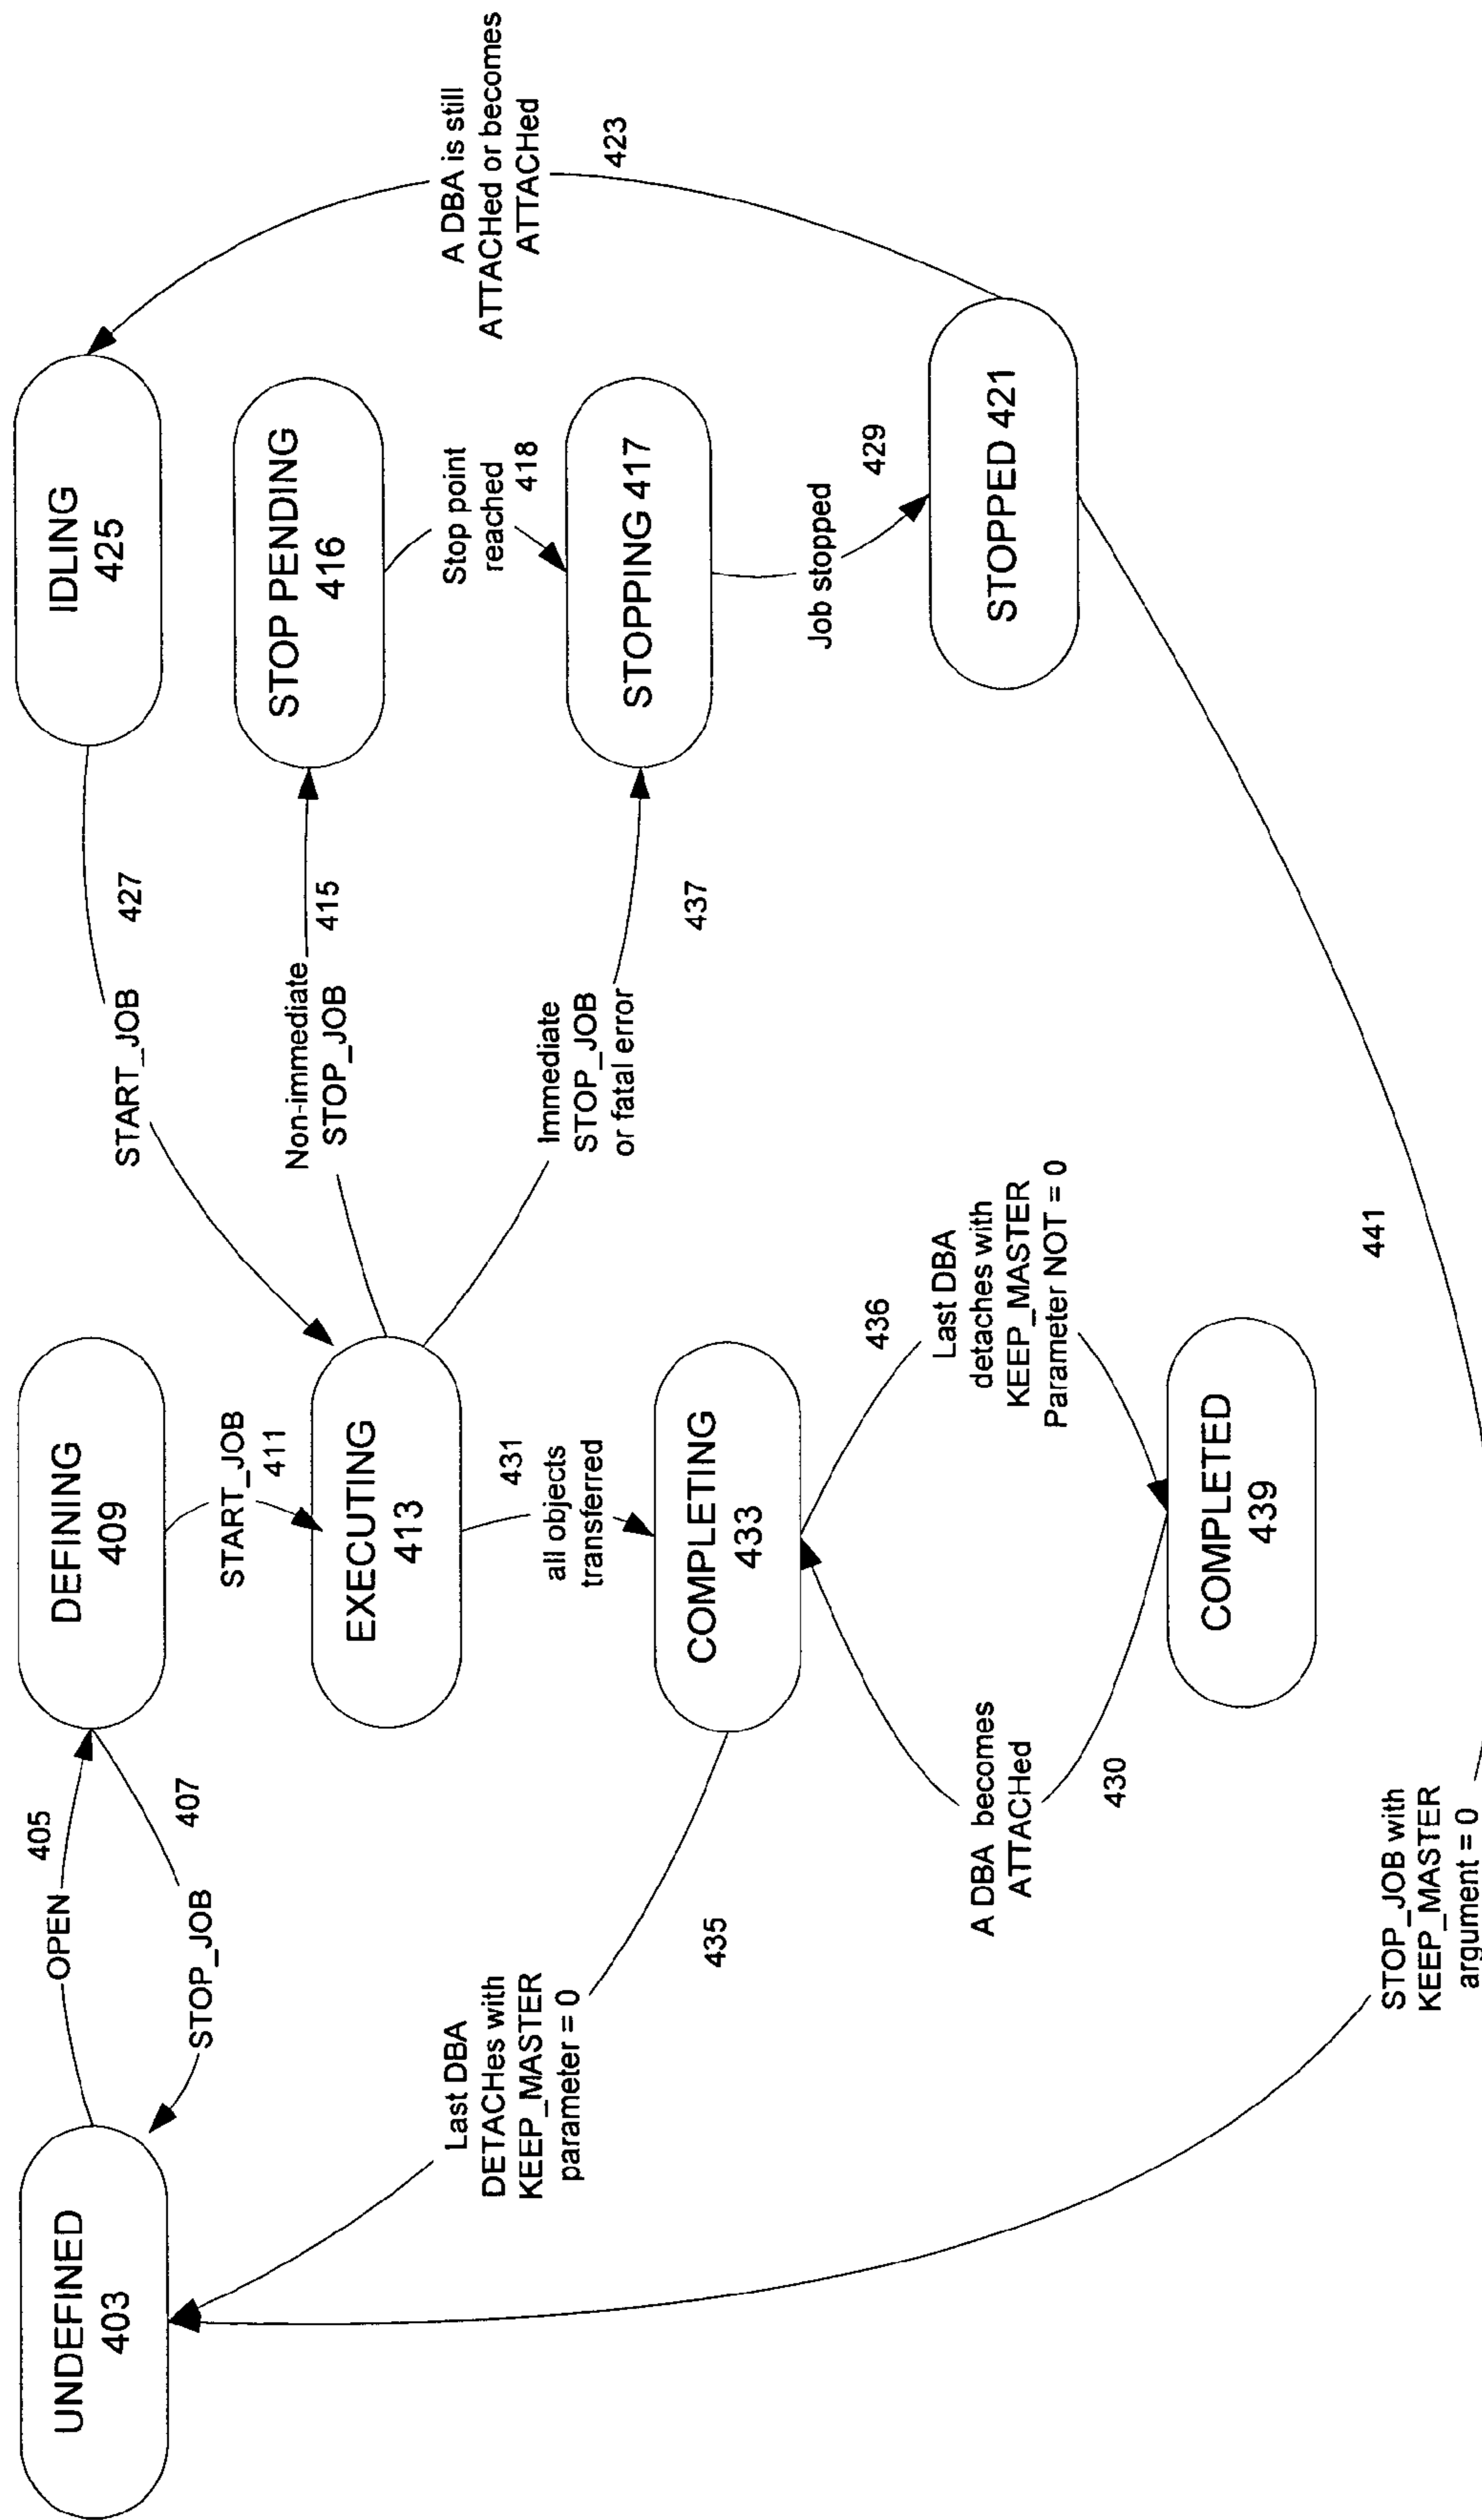 UNDEFINED
403
OPEN
405
407
STOP_JOB
DEFINING
409
START_JOB
411
EXECUTING
413
431
all objects
transferred
COMPLETING
433
435
Last DBA
DETACHes with
KEEP_MASTER
parameter = 0
A DBA becomes
ATTACHed
430
436
Last DBA
detaches with
KEEP_MASTER
Parameter NOT = 0
COMPLETED
439
START_JOB
427
IDLING
425
Non-immediate
STOP_JOB
415
STOP PENDING
416
Stop point
reached
418
Immediate
STOP_JOB
or fatal error
437
STOPPING 417
Job stopped
429
STOPPED 421
A DBA is still
ATTACHed or becomes
ATTACHed
423
441
STOP_JOB with
KEEP_MASTER
argument = 0